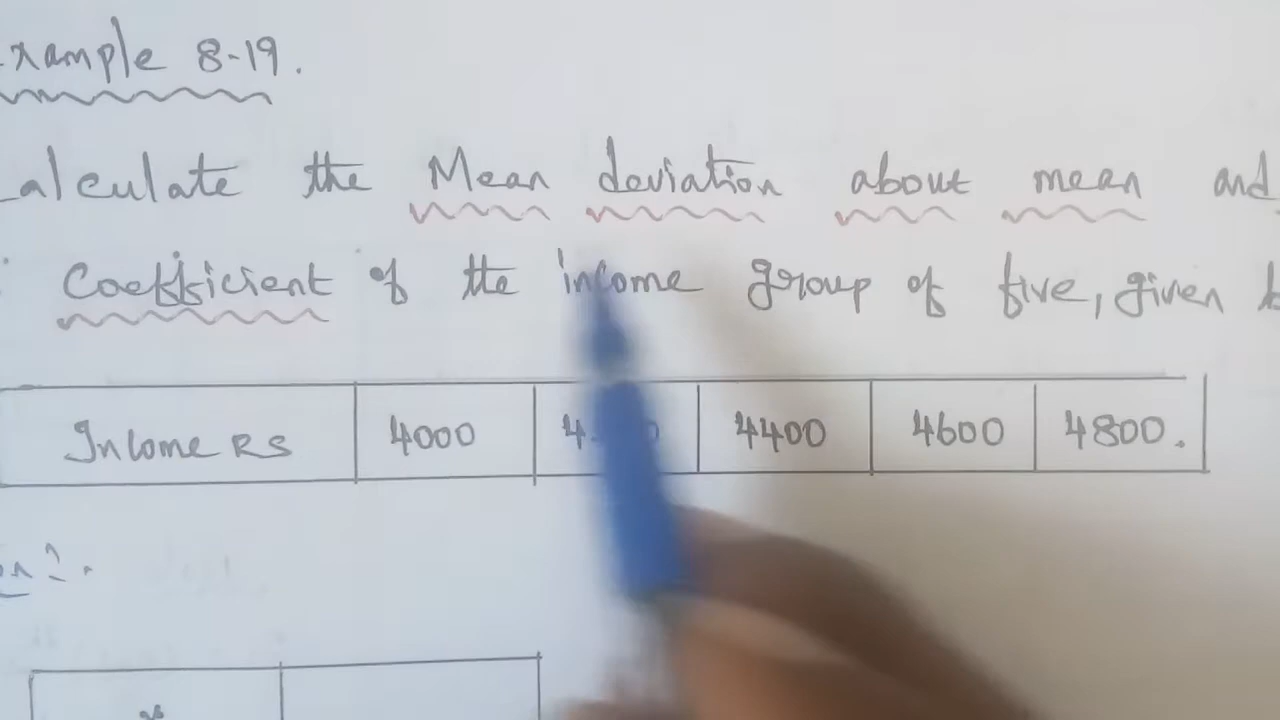 xample 8-19.
alculate the Mean deviation about mean and
Coefficient of the income group of five, given
Income RS 4000 4400 4600 4800.
x